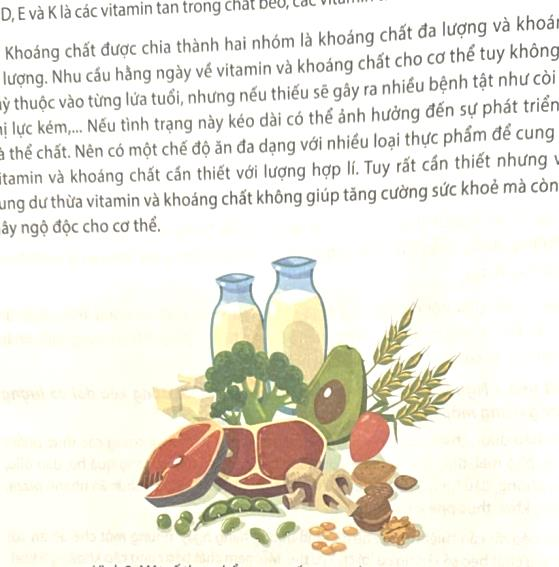 D, E và K là các vitamin tan trong chất béo, các vitamin
Khoáng chất được chia thành hai nhóm là khoáng chất đa lượng và khoán
lượng. Nhu cầu hằng ngày về vitamin và khoáng chất cho cơ thể tuy không
uỳ thuộc vào từng lứa tuổi, nhưng nếu thiếu sẽ gây ra nhiều bệnh tật như còi
hị lực kém,... Nếu tình trạng này kéo dài có thể ảnh hưởng đến sự phát triển
à thể chất. Nên có một chế độ ăn đa dạng với nhiều loại thực phẩm để cung
itamin và khoáng chất cần thiết với lượng hợp lí. Tuy rất cần thiết nhưng v
ung dư thừa vitamin và khoáng chất không giúp tăng cường sức khoẻ mà còn
ây ngộ độc cho cơ thể.